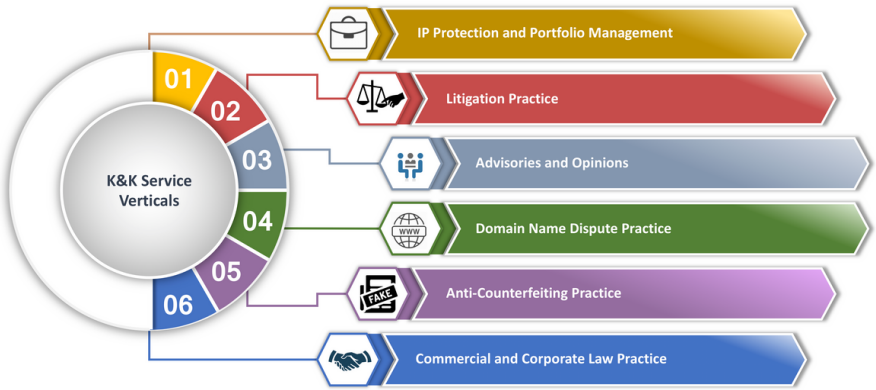 K&K Service
Verticals
01
IP Protection and Portfolio Management
02
Litigation Practice
03
Advisories and Opinions
04
WWW
Domain Name Dispute Practice
05
FAKE
Anti-Counterfeiting Practice
06
Commercial and Corporate Law Practice